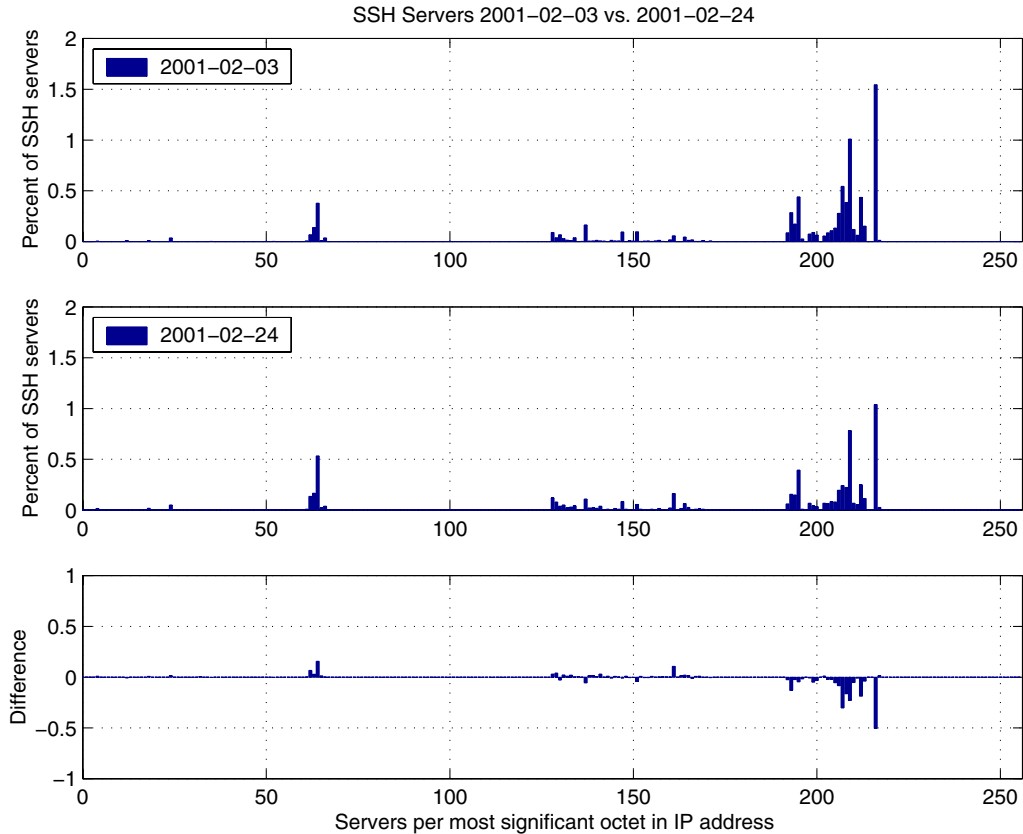 SSH Servers 2001−02−03 vs. 2001−02−24
2
1.5
1
0.5
0
Percent of SSH servers
2001−02−03
0 50 100 150 200 250
2
1.5
1
0.5
0
Percent of SSH servers
2001−02−24
0 50 100 150 200 250
1
0.5
0
−0.5
−1
Difference
0 50 100 150 200 250
Servers per most significant octet in IP address